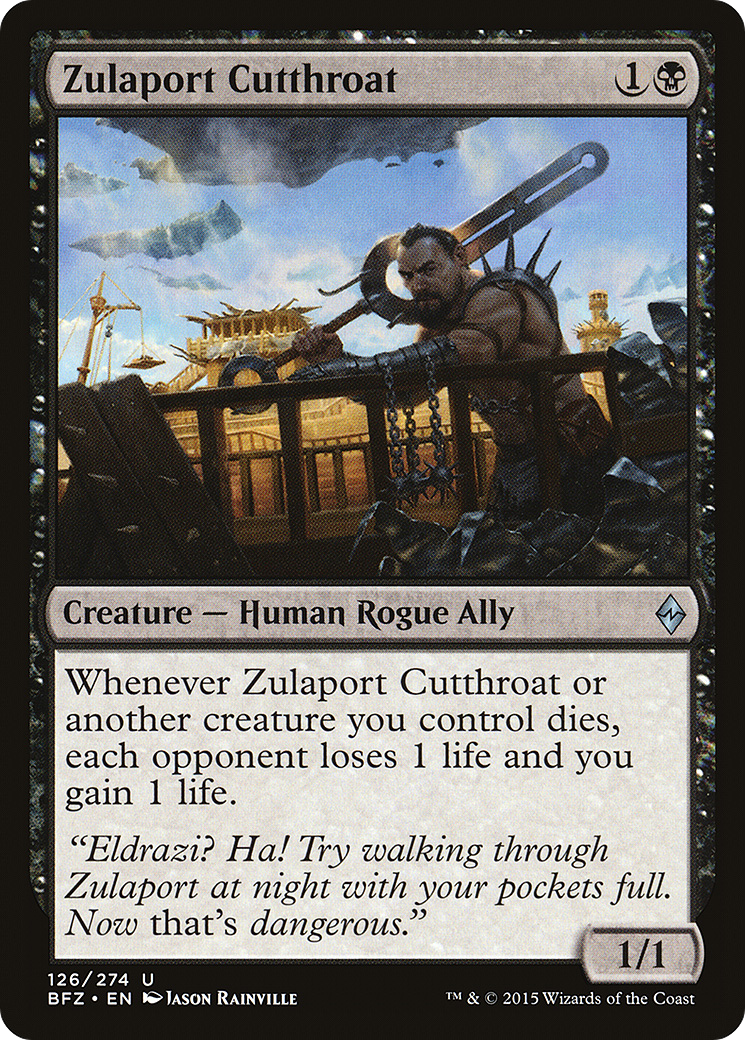 Zulaport Cutthroat 1
Creature — Human Rogue Ally
Whenever Zulaport Cutthroat or
another creature you control dies,
each opponent loses 1 life and you
gain 1 life.
“Eldrazi? Ha! Try walking through
Zulaport at night with your pockets full.
Now that’s dangerous.”
1/1
126/274 U
BFZ • EN Jason Rainville
™ & © 2015 Wizards of the Coast